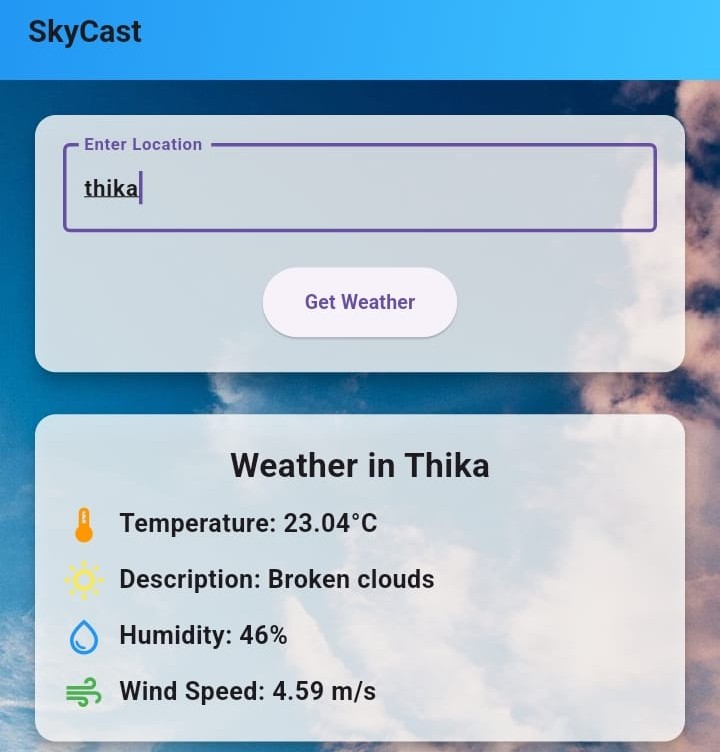 SkyCast
Enter Location
thika
Get Weather
Weather in Thika
Temperature: 23.04°C
Description: Broken clouds
Humidity: 46%
Wind Speed: 4.59 m/s